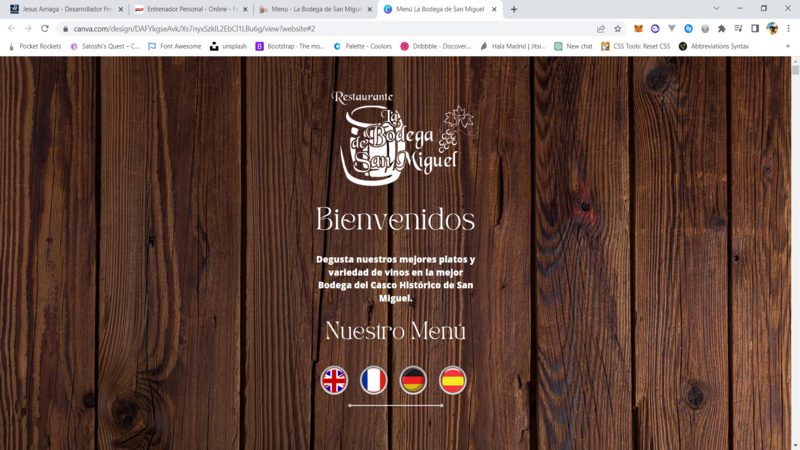 Jesus Arriaga - Desarrollador Fro
Entrenador Personal - Online - Fa
Menu - La Bodega de San Miguel
Menú La Bodega de San Miguel
canva.com/design/DAFYkgseAvk/Xs7nyxSzkIL2EbCl1LBu6g/view?website#2
Pocket Rockets
Satoshi's Quest – C...
Font Awesome
unsplash
Bootstrap · The mo...
Palette - Coolors
Dribbble - Discover...
Hala Madrid | Jitsi...
New chat
CSS Tools: Reset CSS
Abbreviations Syntax
»
Restaurante
La
Bodega
de
San Miguel
Bienvenidos
Degusta nuestros mejores platos y
variedad de vinos en la mejor
Bodega del Casco Histórico de San
Miguel.
Nuestro Menú